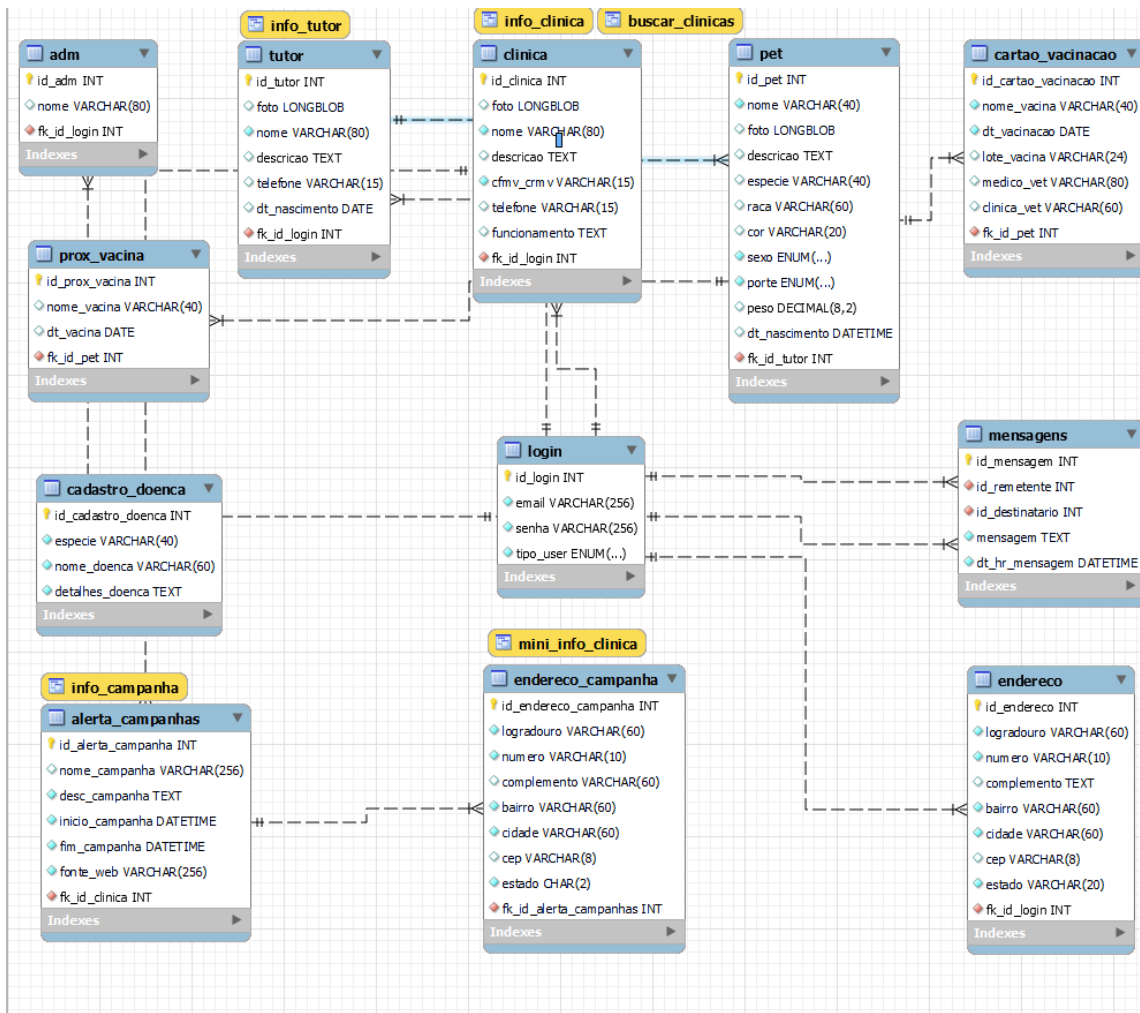 info_tutor
info_clinica
buscar_clinicas
adm
id_adm INT
nome VARCHAR(80)
fk_id_login INT
Indexes
tutor
id_tutor INT
foto LONGBLOB
nome VARCHAR(80)
descricao TEXT
telefone VARCHAR(15)
dt_nascimento DATE
fk_id_login INT
Indexes
clinica
id_clinica INT
foto LONGBLOB
nome VARCHAR(80)
descricao TEXT
cfmv_crmv VARCHAR(15)
telefone VARCHAR(15)
funcionamento TEXT
fk_id_login INT
Indexes
pet
id_pet INT
nome VARCHAR(40)
foto LONGBLOB
descricao TEXT
especie VARCHAR(40)
raca VARCHAR(60)
cor VARCHAR(20)
sexo ENUM(...)
porte ENUM(...)
peso DECIMAL(8,2)
dt_nascimento DATETIME
fk_id_tutor INT
Indexes
cartao_vacinacao
id_cartao_vacinacao INT
nome_vacina VARCHAR(40)
dt_vacinacao DATE
lote_vacina VARCHAR(24)
medico_vet VARCHAR(80)
clinica_vet VARCHAR(60)
fk_id_pet INT
Indexes
prox_vacina
id_prox_vacina INT
nome_vacina VARCHAR(40)
dt_vacina DATE
fk_id_pet INT
Indexes
login
id_login INT
email VARCHAR(256)
senha VARCHAR(256)
tipo_user ENUM(...)
Indexes
mensagens
id_mensagem INT
id_remetente INT
id_destinatario INT
mensagem TEXT
dt_hr_mensagem DATETIME
Indexes
cadastro_doenca
id_cadastro_doenca INT
especie VARCHAR(40)
nome_doenca VARCHAR(60)
detalhes_doenca TEXT
Indexes
info_campanha
alerta_campanhas
id_alerta_campanha INT
nome_campanha VARCHAR(256)
desc_campanha TEXT
inicio_campanha DATETIME
fim_campanha DATETIME
fonte_web VARCHAR(256)
fk_id_clinica INT
Indexes
mini_info_clinica
endereco_campanha
id_endereco_campanha INT
logradouro VARCHAR(60)
numero VARCHAR(10)
complemento VARCHAR(60)
bairro VARCHAR(60)
cidade VARCHAR(60)
cep VARCHAR(8)
estado CHAR(2)
fk_id_alerta_campanhas INT
Indexes
endereco
id_endereco INT
logradouro VARCHAR(60)
numero VARCHAR(10)
complemento TEXT
bairro VARCHAR(60)
cidade VARCHAR(60)
cep VARCHAR(8)
estado VARCHAR(20)
fk_id_login INT
Indexes